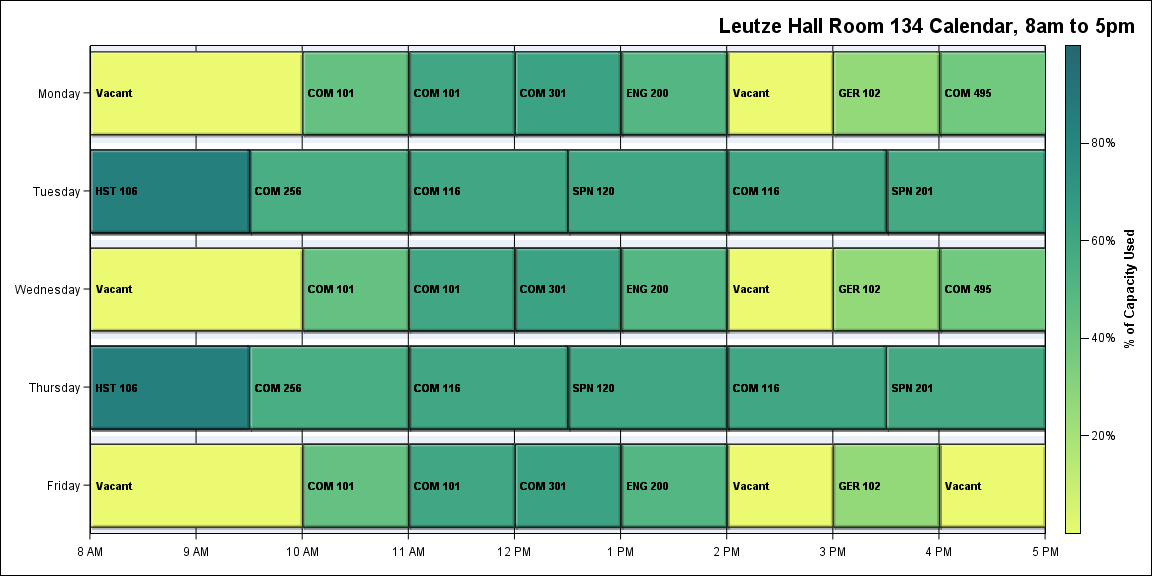 Leutze Hall Room 134 Calendar, 8am to 5pm
Monday
Vacant
COM 101
COM 101
COM 301
ENG 200
Vacant
GER 102
COM 495
Tuesday
HST 106
COM 256
COM 116
SPN 120
COM 116
SPN 201
Wednesday
Vacant
COM 101
COM 101
COM 301
ENG 200
Vacant
GER 102
COM 495
Thursday
HST 106
COM 256
COM 116
SPN 120
COM 116
SPN 201
Friday
Vacant
COM 101
COM 101
COM 301
ENG 200
Vacant
GER 102
Vacant
8 AM
9 AM
10 AM
11 AM
12 PM
1 PM
2 PM
3 PM
4 PM
5 PM
80%
60%
40%
20%
% of Capacity Used